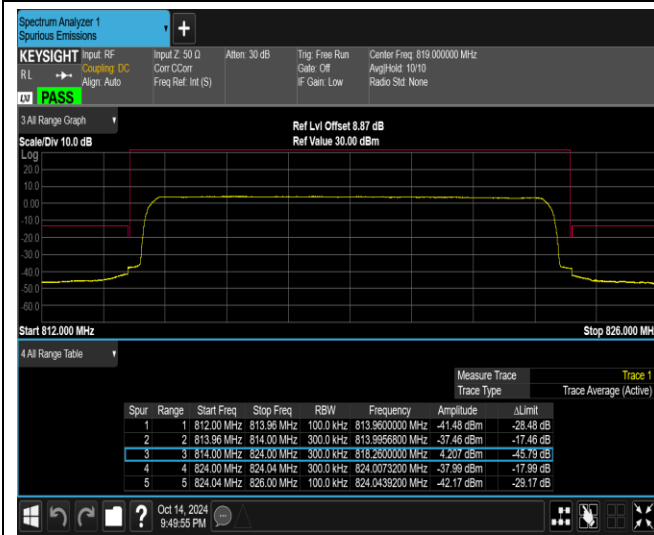 Spectrum Analyzer 1
Spurious Emissions
+
KEYSIGHT Input: RF Input Z: 50 Ω Atten: 30 dB Trig: Free Run Center Freq: 819.000000 MHz
RL Coupling: DC Corr CCorr Gate: Off Avg|Hold: 10/10
Align: Auto Freq Ref: Int (S) IF Gain: Low Radio Std: None
LXI PASS
3 All Range Graph
Ref Lvl Offset 8.87 dB
Scale/Div 10.0 dB Ref Value 30.00 dBm
Log
20.0
10.0
0.00
-10.0
-20.0
-30.0
-40.0
-50.0
-60.0
Start 812.000 MHz Stop 826.000 MH
4 All Range Table
Measure Trace Trace 1
Trace Type Trace Average (Active)
Spur Range Start Freq Stop Freq RBW Frequency Amplitude ΔLimit
1 1 812.00 MHz 813.96 MHz 100.0 kHz 813.9600000 MHz -41.48 dBm -28.48 dB
2 2 813.96 MHz 814.00 MHz 300.0 kHz 813.9956800 MHz -37.46 dBm -17.46 dB
3 3 814.00 MHz 824.00 MHz 300.0 kHz 818.2600000 MHz 4.207 dBm -45.79 dB
4 4 824.00 MHz 824.04 MHz 300.0 kHz 824.0073200 MHz -37.99 dBm -17.99 dB
5 5 824.04 MHz 826.00 MHz 100.0 kHz 824.0439200 MHz -42.17 dBm -29.17 dB
? Oct 14, 2024
9:49:55 PM